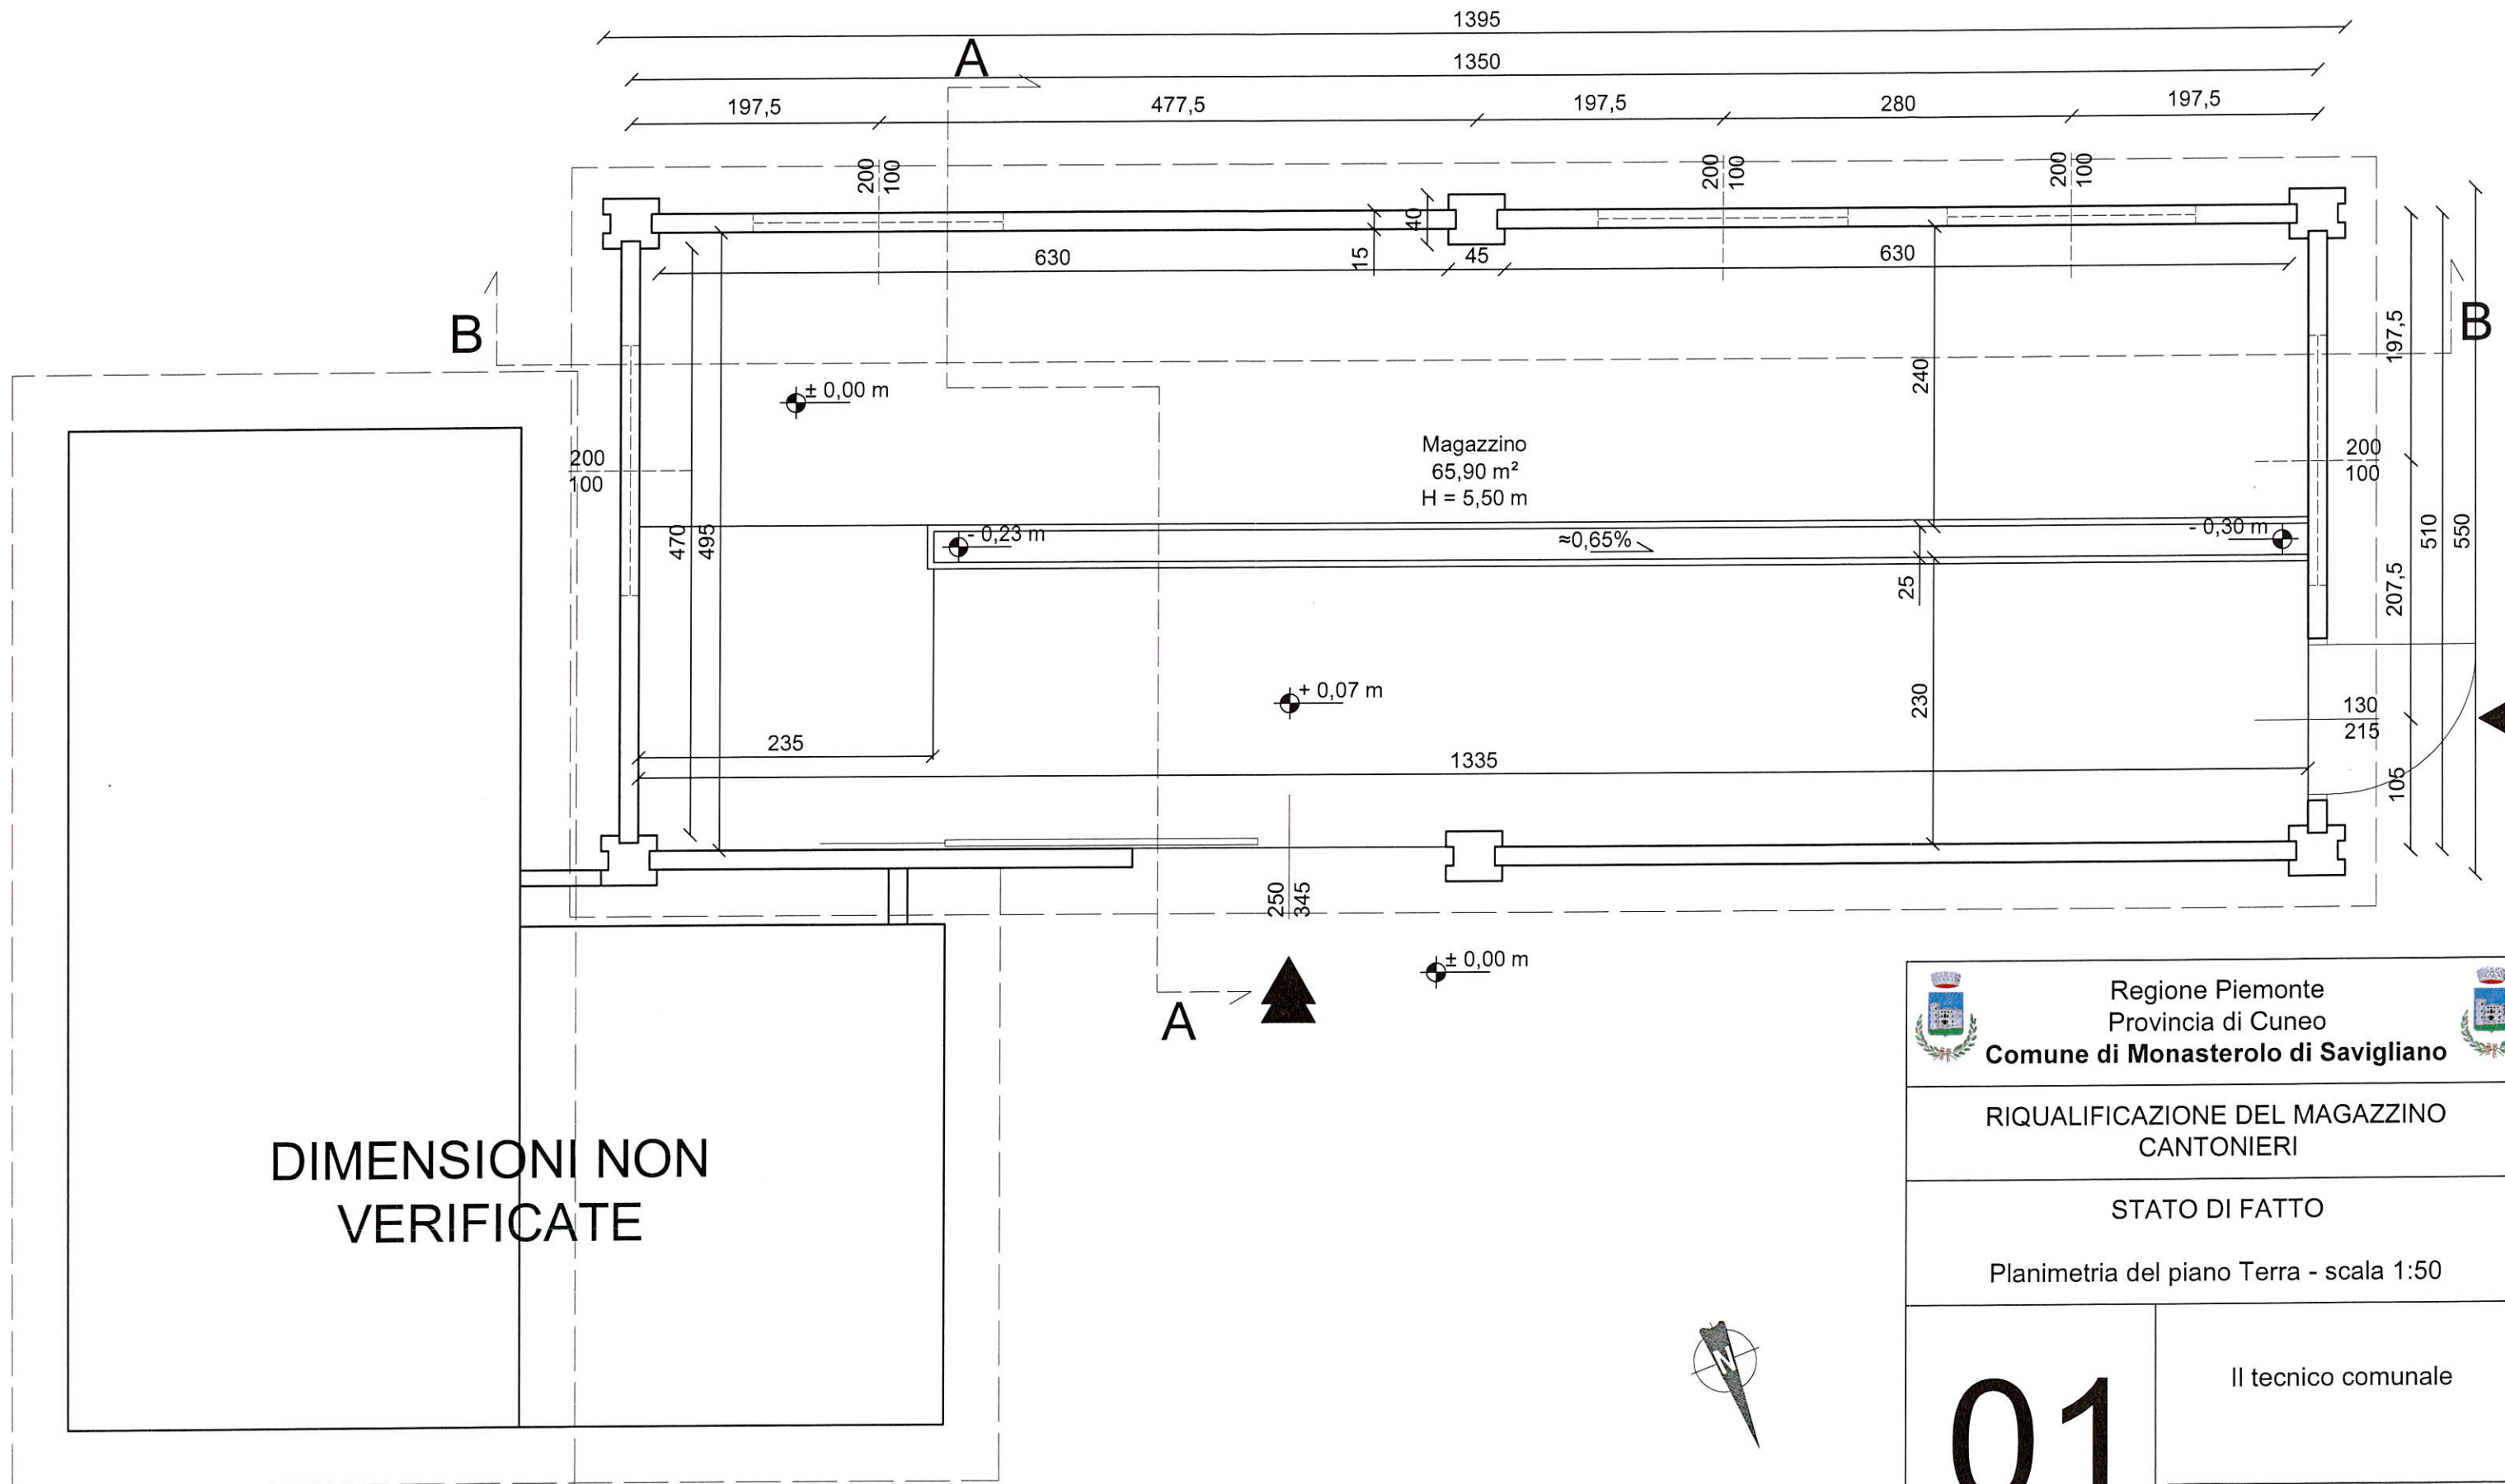 1395
1350
197,5
477,5
197,5
280
197,5
A
200
100
200
100
200
100
40
15
630
45
630
B
B
197,5
240
± 0,00 m
Magazzino
65,90 m²
H = 5,50 m
200
100
200
100
470
495
- 0,23 m
≈0,65%
- 0,30 m
510
550
25
207,5
+ 0,07 m
230
130
215
235
1335
105
250
345
± 0,00 m
A
DIMENSIONI NON
VERIFICATE
N
Regione Piemonte
Provincia di Cuneo
Comune di Monasterolo di Savigliano
RIQUALIFICAZIONE DEL MAGAZZINO
CANTONIERI
STATO DI FATTO
Planimetria del piano Terra - scala 1:50
01
Il tecnico comunale